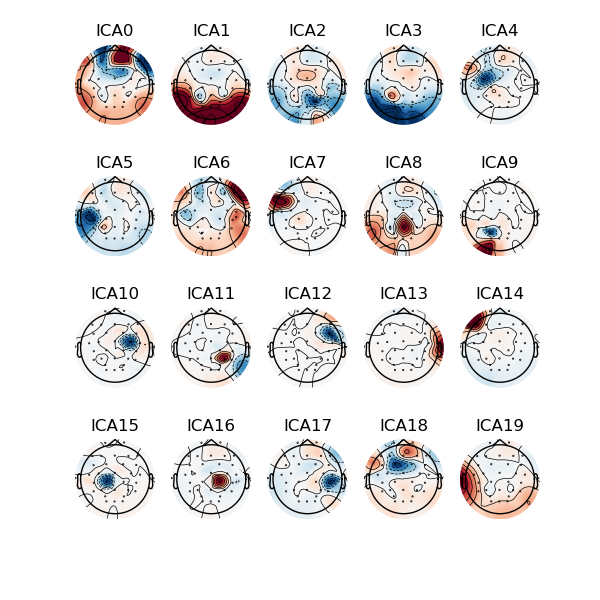 ICA0 ICA1 ICA2 ICA3 ICA4
ICA5 ICA6 ICA7 ICA8 ICA9
ICA10 ICA11 ICA12 ICA13 ICA14
ICA15 ICA16 ICA17 ICA18 ICA19